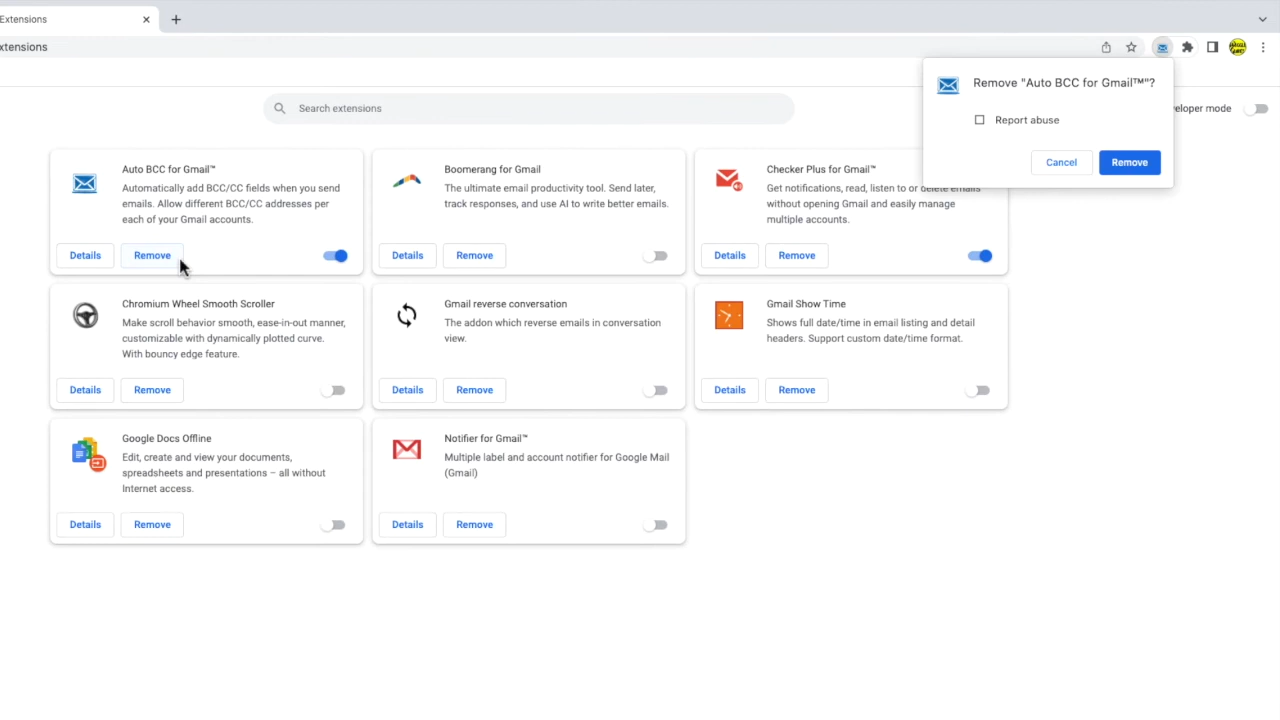 Extensions
xtensions
Search extensions
eloper mode
Remove "Auto BCC for Gmail™"?
Report abuse
Cancel
Remove
Auto BCC for Gmail™
Automatically add BCC/CC fields when you send
emails. Allow different BCC/CC addresses per
each of your Gmail accounts.
Details
Remove
Boomerang for Gmail
The ultimate email productivity tool. Send later,
track responses, and use AI to write better emails.
Details
Remove
Checker Plus for Gmail™
Get notifications, read, listen to or delete emails
without opening Gmail and easily manage
multiple accounts.
Details
Remove
Chromium Wheel Smooth Scroller
Make scroll behavior smooth, ease-in-out manner,
customizable with dynamically plotted curve.
With bouncy edge feature.
Details
Remove
Gmail reverse conversation
The addon which reverse emails in conversation
view.
Details
Remove
Gmail Show Time
Shows full date/time in email listing and detail
headers. Support custom date/time format.
Details
Remove
Google Docs Offline
Edit, create and view your documents,
spreadsheets and presentations – all without
Internet access.
Details
Remove
Notifier for Gmail™
Multiple label and account notifier for Google Mail
(Gmail)
Details
Remove